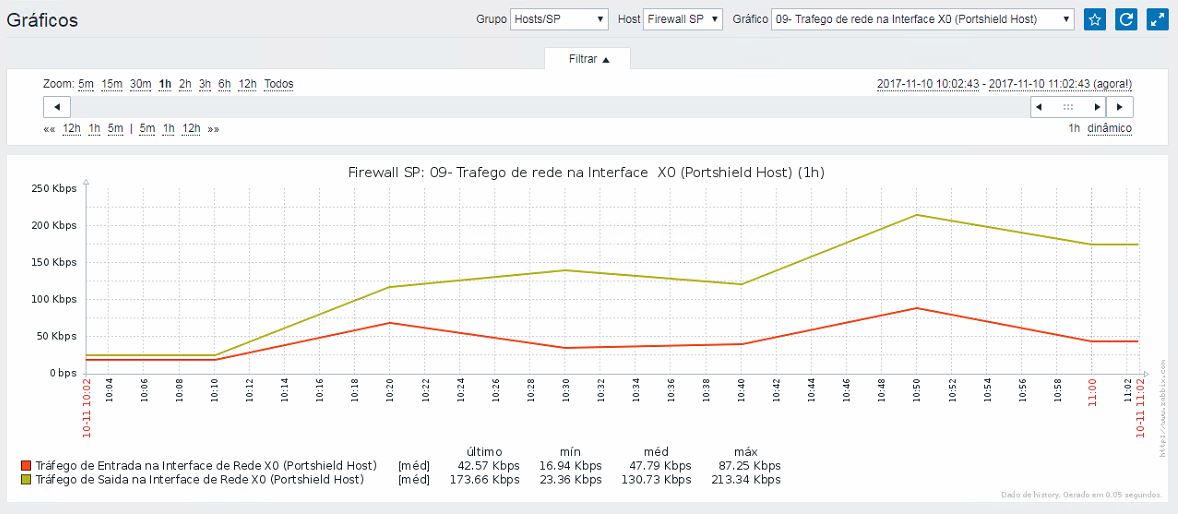 Gráficos
Grupo Hosts/SP Host Firewall SP Gráfico 09- Trafego de rede na Interface X0 (Portshield Host)
Filtrar ▲
Zoom: 5m 15m 30m 1h 2h 3h 6h 12h Todos 2017-11-10 10:02:43 - 2017-11-10 11:02:43 (agora!)
«« 12h 1h 5m | 5m 1h 12h »» 1h dinâmico
Firewall SP: 09- Trafego de rede na Interface X0 (Portshield Host) (1h)
250 Kbps
200 Kbps
150 Kbps
100 Kbps
50 Kbps
0 bps
10-11 10:02 10:04 10:06 10:08 10:10 10:12 10:14 10:16 10:18 10:20 10:22 10:24 10:26 10:28 10:30 10:32 10:34 10:36 10:38 10:40 10:42 10:44 10:46 10:48 10:50 10:52 10:54 10:56 10:58 11:00 11:02 10-11 11:02
http://www.zabbix.com
último mín méd máx
Tráfego de Entrada na Interface de Rede X0 (Portshield Host) [méd] 42.57 Kbps 16.94 Kbps 47.79 Kbps 87.25 Kbps
Tráfego de Saida na Interface de Rede X0 (Portshield Host) [méd] 173.66 Kbps 23.36 Kbps 130.73 Kbps 213.34 Kbps
Dado de history. Gerado em 0.05 segundos.